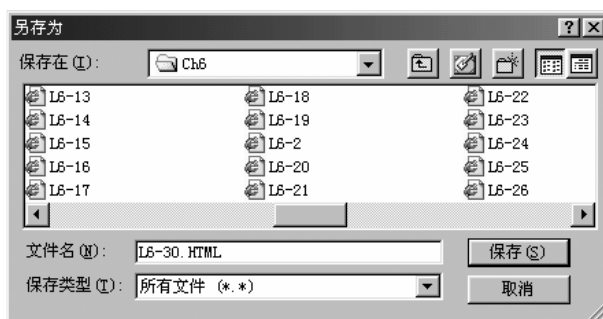 另存为
保存在(I): Ch6
L6-13 L6-18 L6-22
L6-14 L6-19 L6-23
L6-15 L6-2 L6-24
L6-16 L6-20 L6-25
L6-17 L6-21 L6-26
文件名(N): L6-30.HTML 保存(S)
保存类型(T): 所有文件 (*.*) 取消